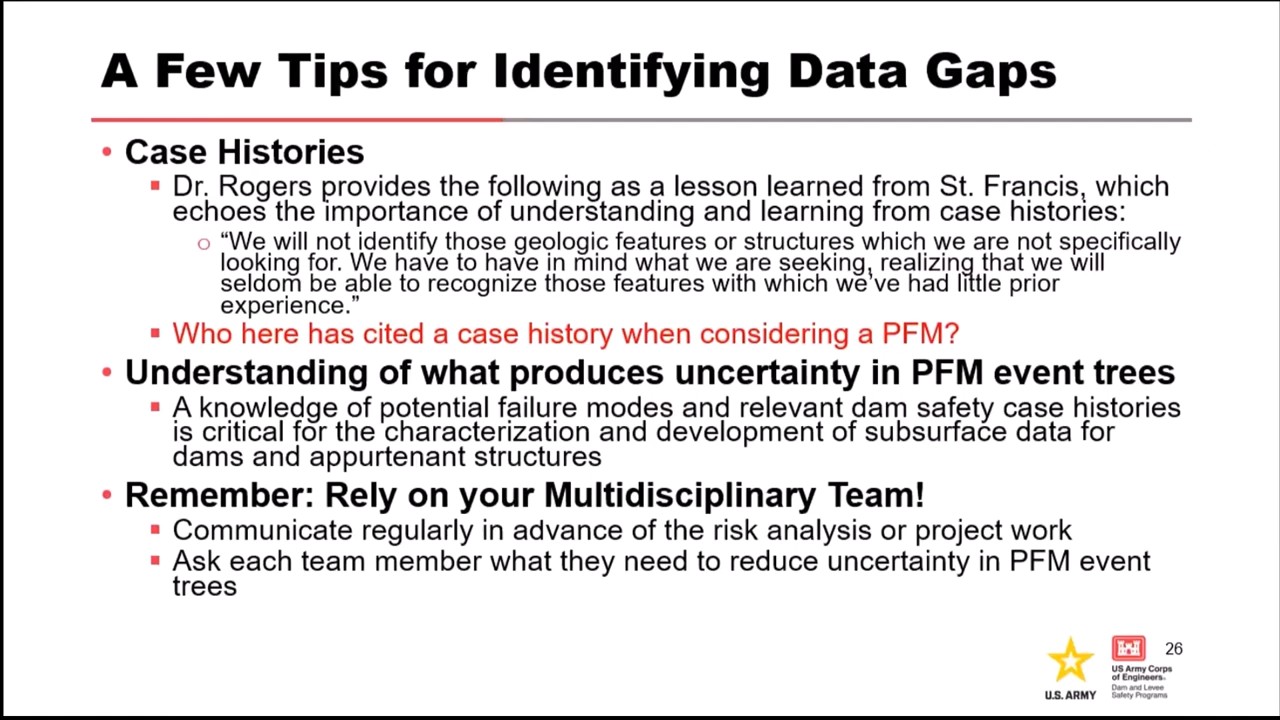 A Few Tips for Identifying Data Gaps
• Case Histories
▪ Dr. Rogers provides the following as a lesson learned from St. Francis, which
echoes the importance of understanding and learning from case histories:
o “We will not identify those geologic features or structures which we are not specifically
looking for. We have to have in mind what we are seeking, realizing that we will
seldom be able to recognize those features with which we’ve had little prior
experience.”
▪ Who here has cited a case history when considering a PFM?
• Understanding of what produces uncertainty in PFM event trees
▪ A knowledge of potential failure modes and relevant dam safety case histories
is critical for the characterization and development of subsurface data for
dams and appurtenant structures
• Remember: Rely on your Multidisciplinary Team!
▪ Communicate regularly in advance of the risk analysis or project work
▪ Ask each team member what they need to reduce uncertainty in PFM event
trees
U.S. ARMY
US Army Corps
of Engineers.
Dam and Levee
Safety Programs
26